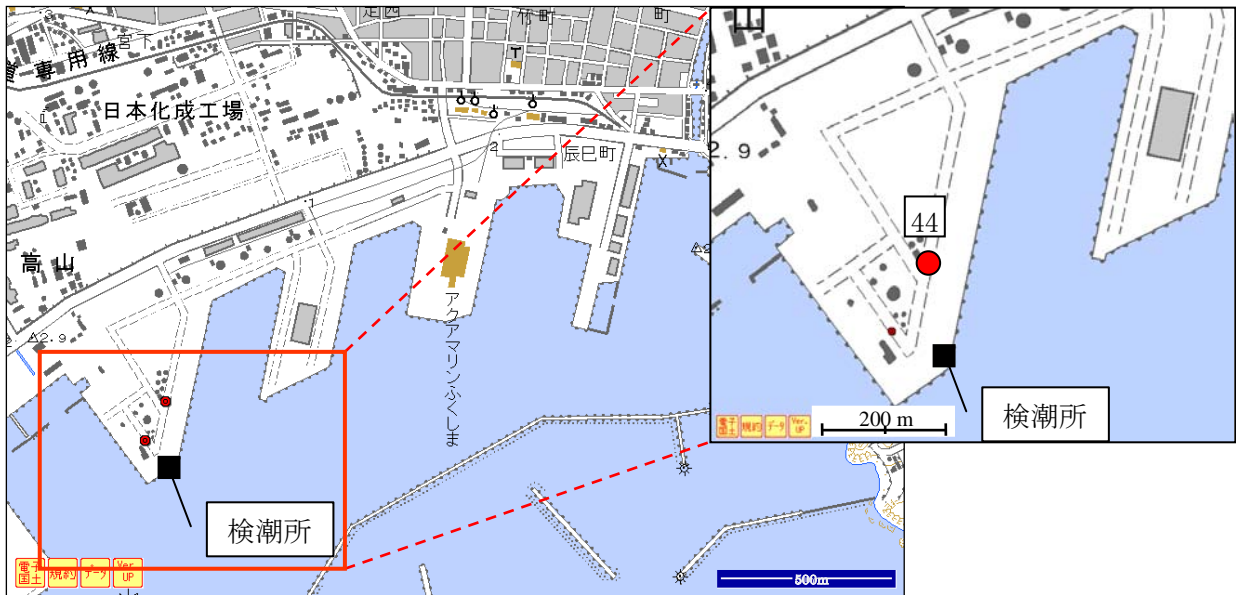 宮下
竹町
町
専用線
日本化成工場
高山
2.9
2
辰巳町
アクアマリンふくしま
検潮所
電子国土
規約
データ
Ver.UP
500m
2.9
44
検潮所
電子国土
規約
データ
Ver.UP
200 m